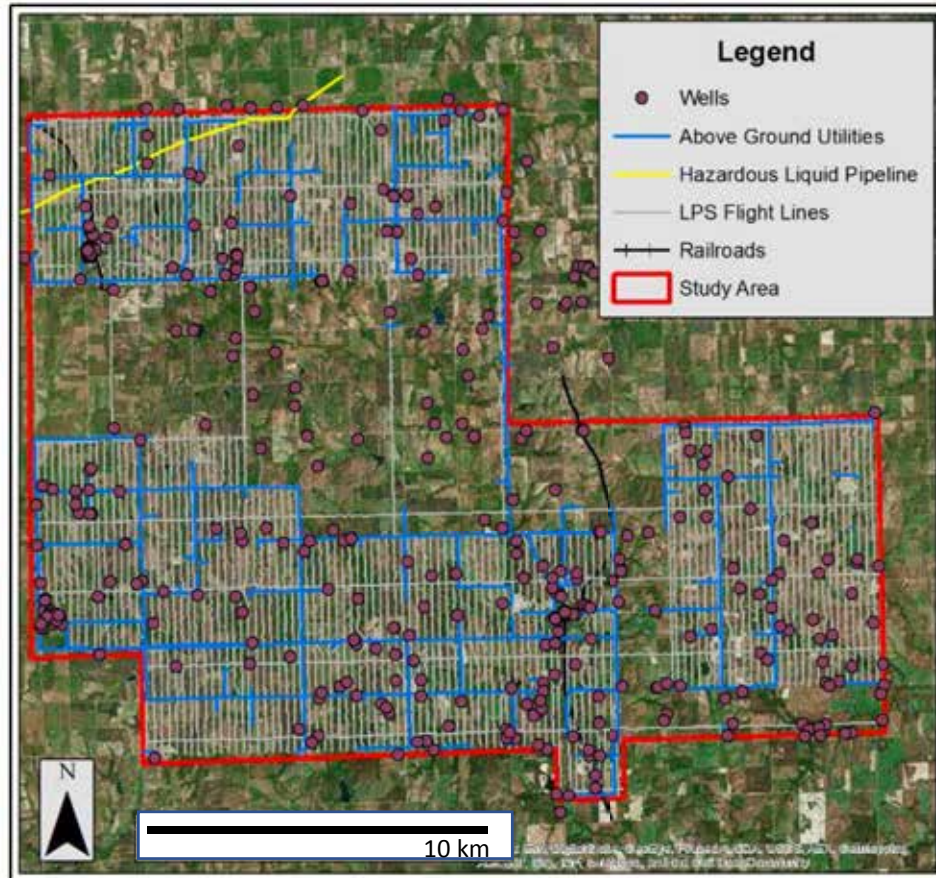 Legend
Wells
Above Ground Utilities
Hazardous Liquid Pipeline
LPS Flight Lines
Railroads
Study Area
N
10 km